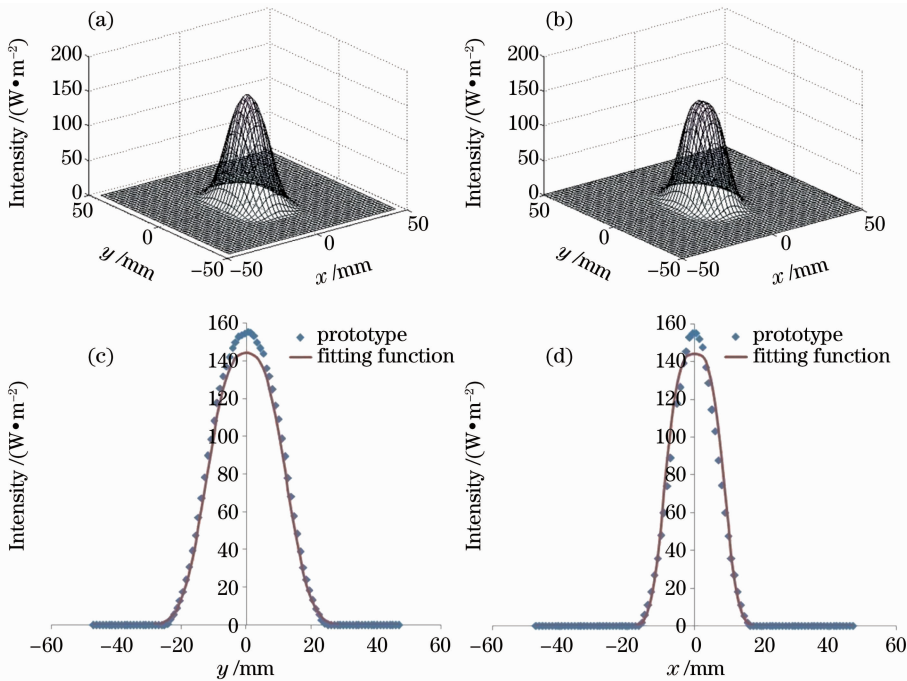 (a)
Intensity /(W•m⁻²)
200
150
100
50
0
50
0
−50
y /mm
−50
0
50
x /mm
(b)
Intensity /(W•m⁻²)
200
150
100
50
0
50
0
−50
y /mm
−50
0
50
x /mm
(c)
Intensity /(W•m⁻²)
160
140
120
100
80
60
40
20
0
−60 −40 −20 0 20 40 60
y /mm
prototype
fitting function
(d)
Intensity /(W•m⁻²)
160
140
120
100
80
60
40
20
0
−60 −40 −20 0 20 40 60
x /mm
prototype
fitting function